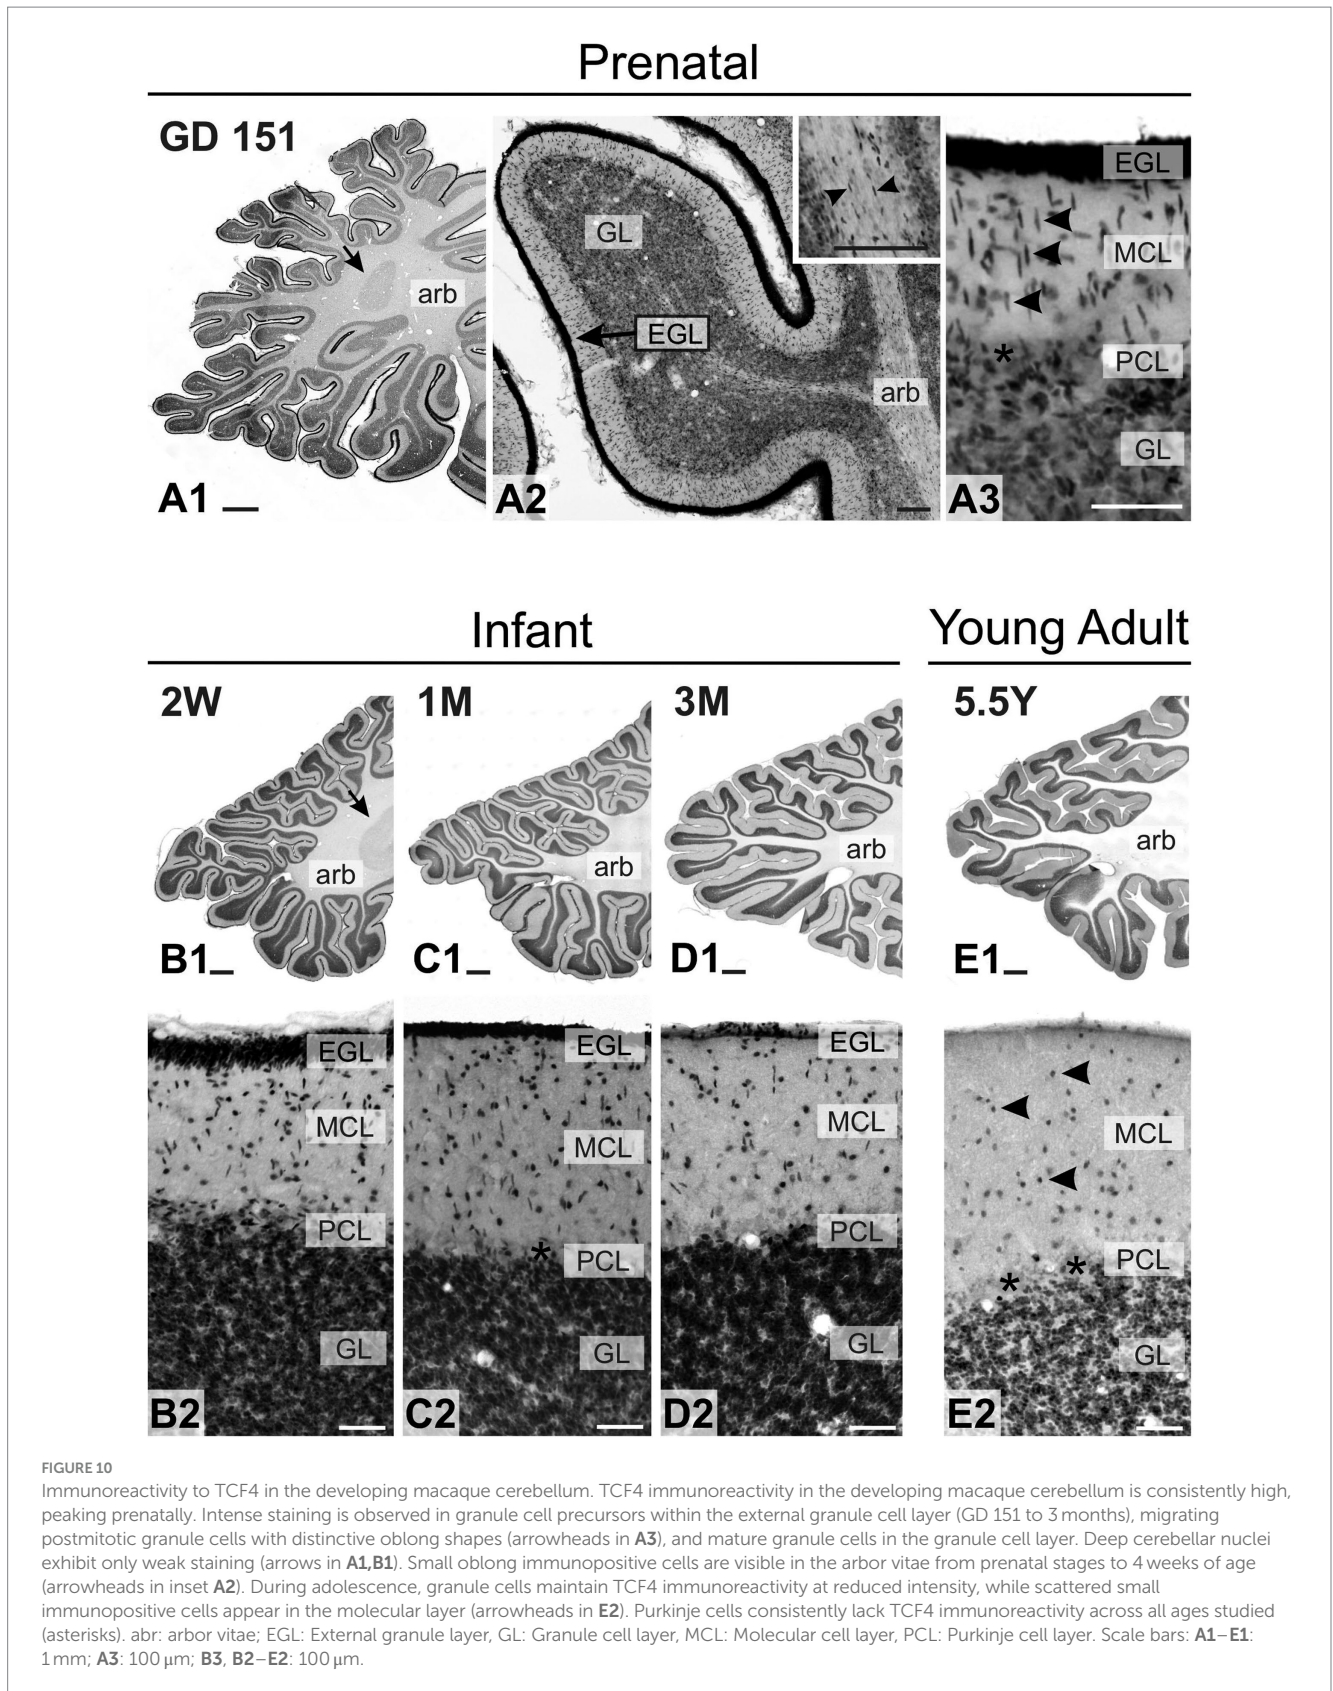 Prenatal
GD 151
arb
A1
GL
EGL
arb
A2
EGL
MCL
*
PCL
GL
A3
Infant
Young Adult
2W
1M
3M
5.5Y
arb
arb
arb
arb
B1
C1
D1
E1
EGL
MCL
PCL
GL
B2
EGL
MCL
*
PCL
GL
C2
EGL
MCL
PCL
GL
D2
MCL
PCL
*
*
GL
E2
FIGURE 10
Immunoreactivity to TCF4 in the developing macaque cerebellum. TCF4 immunoreactivity in the developing macaque cerebellum is consistently high,
peaking prenatally. Intense staining is observed in granule cell precursors within the external granule cell layer (GD 151 to 3 months), migrating
postmitotic granule cells with distinctive oblong shapes (arrowheads in A3), and mature granule cells in the granule cell layer. Deep cerebellar nuclei
exhibit only weak staining (arrows in A1,B1). Small oblong immunopositive cells are visible in the arbor vitae from prenatal stages to 4 weeks of age
(arrowheads in inset A2). During adolescence, granule cells maintain TCF4 immunoreactivity at reduced intensity, while scattered small
immunopositive cells appear in the molecular layer (arrowheads in E2). Purkinje cells consistently lack TCF4 immunoreactivity across all ages studied
(asterisks). abr: arbor vitae; EGL: External granule layer, GL: Granule cell layer, MCL: Molecular cell layer, PCL: Purkinje cell layer. Scale bars: A1–E1:
1 mm; A3: 100 μm; B3, B2–E2: 100 μm.